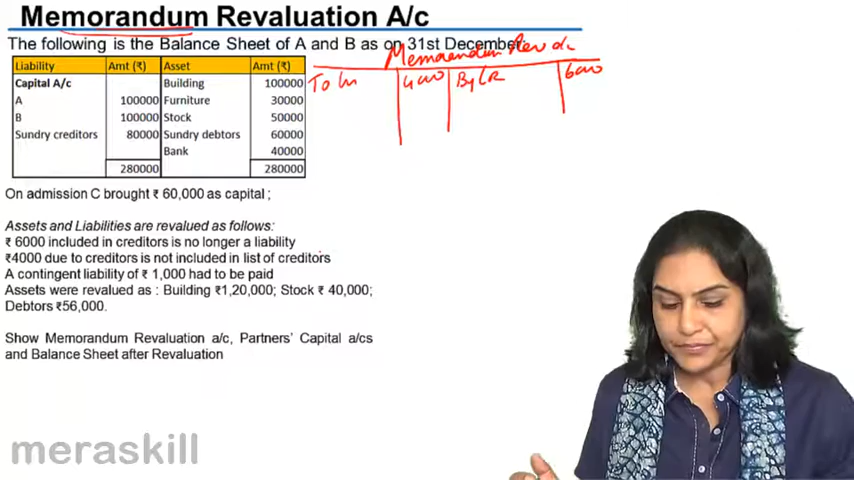 Memorandum Revaluation A/c
The following is the Balance Sheet of A and B as on 31st December:
Memorandum Rev a/c
Liability Amt (₹) Asset Amt (₹)
Capital A/c Building 100000
A 100000 Furniture 30000
B 100000 Stock 50000
Sundry creditors 80000 Sundry debtors 60000
Bank 40000
280000 280000
To 4000 By CR 6000
On admission C brought ₹ 60,000 as capital ;
Assets and Liabilities are revalued as follows:
₹ 6000 included in creditors is no longer a liability
₹4000 due to creditors is not included in list of creditors
A contingent liability of ₹ 1,000 had to be paid
Assets were revalued as : Building ₹1,20,000; Stock ₹ 40,000;
Debtors ₹56,000.
Show Memorandum Revaluation a/c, Partners' Capital a/cs
and Balance Sheet after Revaluation
meraskill